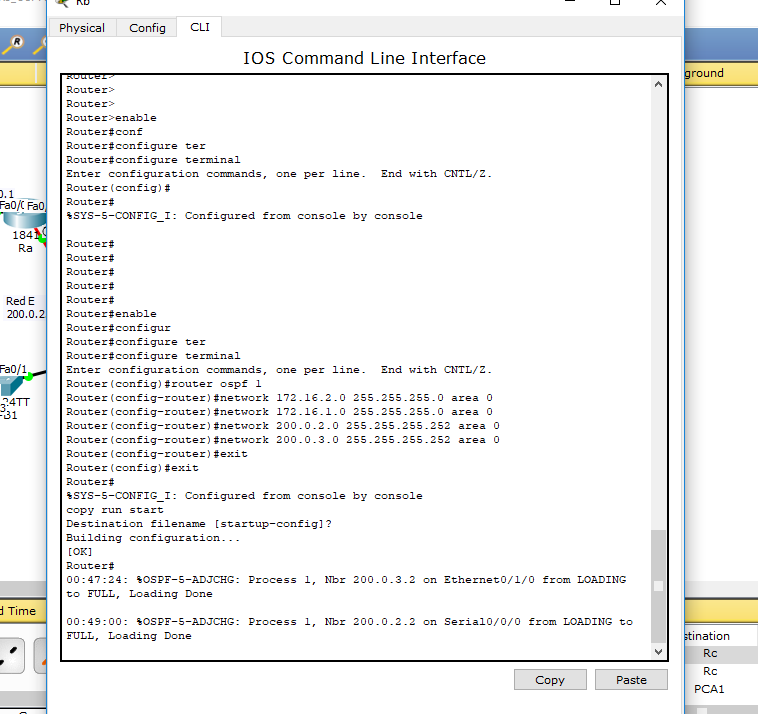 Rb
Physical
Config
CLI
IOS Command Line Interface
Router>
Router>
Router>
Router>enable
Router#conf
Router#configure ter
Router#configure terminal
Enter configuration commands, one per line.  End with CNTL/Z.
Router(config)#
Router#
%SYS-5-CONFIG_I: Configured from console by console
Router#
Router#
Router#
Router#
Router#
Router#enable
Router#configur
Router#configure ter
Router#configure terminal
Enter configuration commands, one per line.  End with CNTL/Z.
Router(config)#router ospf 1
Router(config-router)#network 172.16.2.0 255.255.255.0 area 0
Router(config-router)#network 172.16.1.0 255.255.255.0 area 0
Router(config-router)#network 200.0.2.0 255.255.255.252 area 0
Router(config-router)#network 200.0.3.0 255.255.255.252 area 0
Router(config-router)#exit
Router(config)#exit
Router#
%SYS-5-CONFIG_I: Configured from console by console
copy run start
Destination filename [startup-config]?
Building configuration...
[OK]
Router#
00:47:24: %OSPF-5-ADJCHG: Process 1, Nbr 200.0.3.2 on Ethernet0/1/0 from LOADING
to FULL, Loading Done
00:49:00: %OSPF-5-ADJCHG: Process 1, Nbr 200.0.2.2 on Serial0/0/0 from LOADING to
FULL, Loading Done
Copy
Paste
R
0.1
Fa0/0
Fa0/
1841
Ra
Red E
200.0.2
Fa0/1
24TT
d Time
ground
stination
Rc
Rc
PCA1